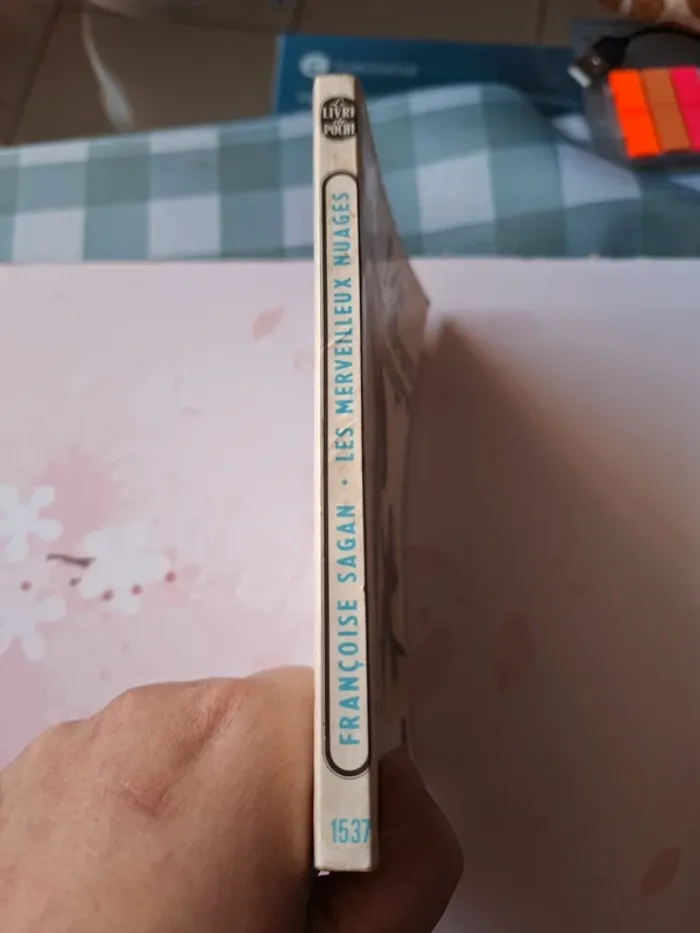 Le
LIVRE
de
POCHE
FRANÇOISE SAGAN • LES MERVEILLEUX NUAGES
1537